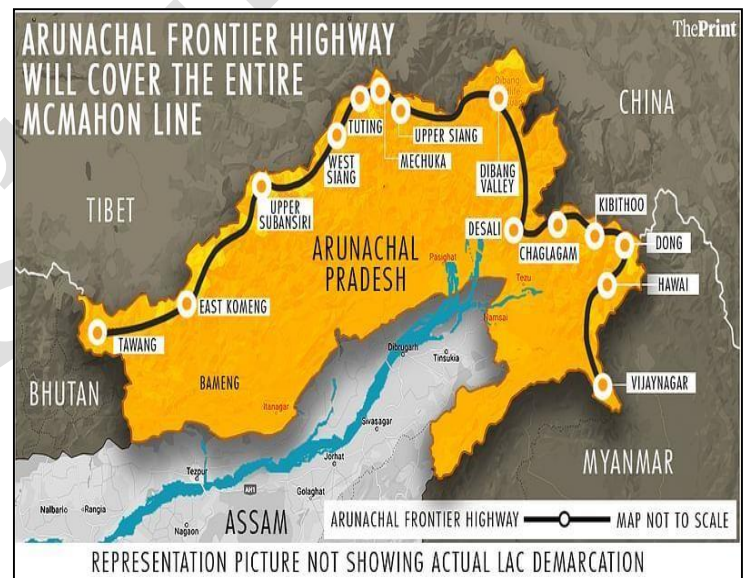 ARUNACHAL FRONTIER HIGHWAY
WILL COVER THE ENTIRE
MCMAHON LINE
ThePrint
CHINA
TIBET
TUTING
UPPER SIANG
MECHUKA
WEST
SIANG
DIBANG
VALLEY
UPPER
SUBANSIRI
KIBITHOO
DESALI
DONG
CHAGLAGAM
ARUNACHAL
PRADESH
Pasighat
Tezu
HAWAI
EAST KOMENG
Namsai
TAWANG
Dibrugarh
Tinsukia
BHUTAN
BAMENG
VIJAYNAGAR
Itanagar
Sivasagar
MYANMAR
Tezpur
Jorhat
Nalbario
Rangia
AH1
Golaghat
Nagaon
ASSAM
ARUNACHAL FRONTIER HIGHWAY
MAP NOT TO SCALE
REPRESENTATION PICTURE NOT SHOWING ACTUAL LAC DEMARCATION